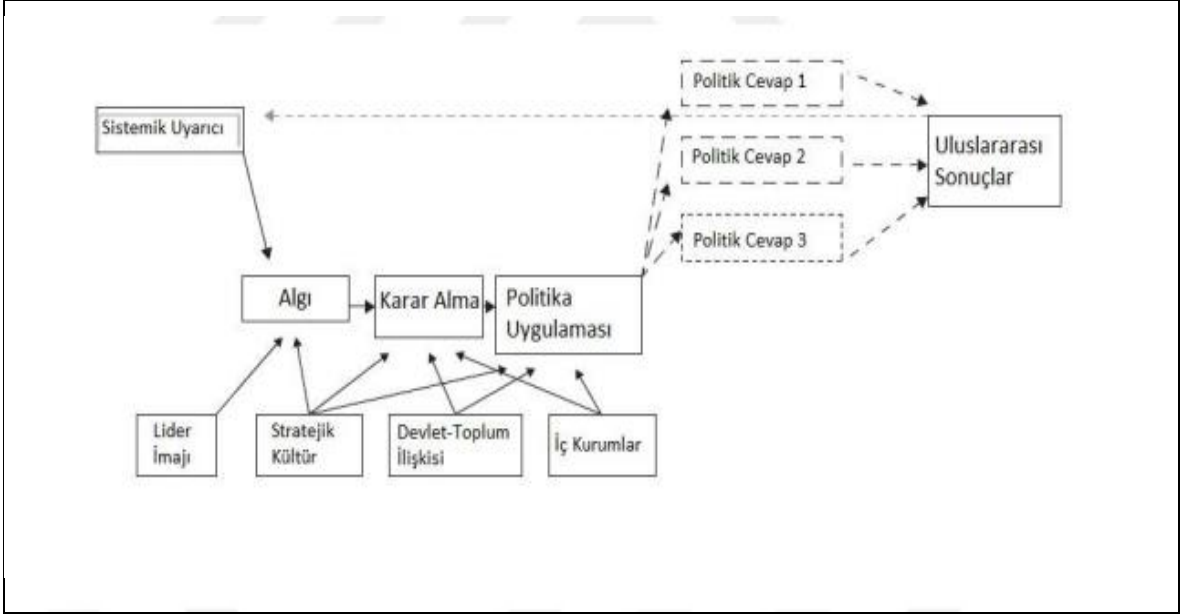 Politik Cevap 1
Sistemik Uyarıcı
Politik Cevap 2
Uluslararası
Sonuçlar
Politik Cevap 3
Algı
Karar Alma
Politika
Uygulaması
Lider
İmajı
Stratejik
Kültür
Devlet-Toplum
İlişkisi
İç Kurumlar